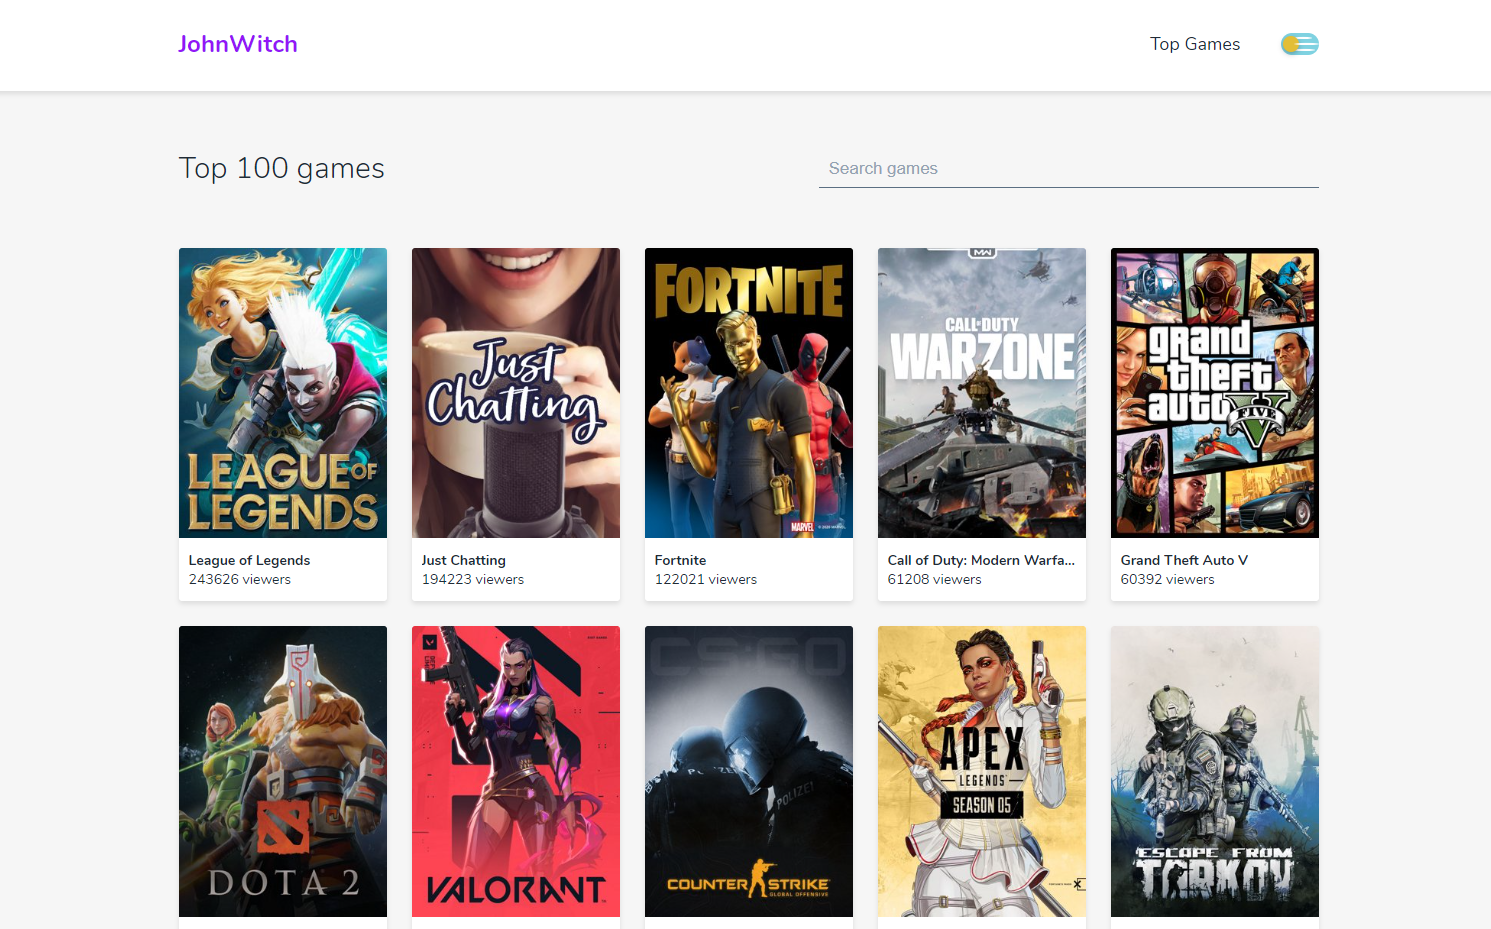 JohnWitch
Top Games
Top 100 games
Search games
LEAGUE OF
LEGENDS
Just
Chatting
FORTNITE
MARVEL
MW
CALL OF DUTY
WARZONE
grand
theft
auto
FIVE
V
League of Legends
243626 viewers
Just Chatting
194223 viewers
Fortnite
122021 viewers
Call of Duty: Modern Warfa...
61208 viewers
Grand Theft Auto V
60392 viewers
DOTA 2
VALORANT
CS:GO
POLIZEI
COUNTER STRIKE
GLOBAL OFFENSIVE
APEX
LEGENDS
SEASON 05
ESCAPE FROM
TARKOV